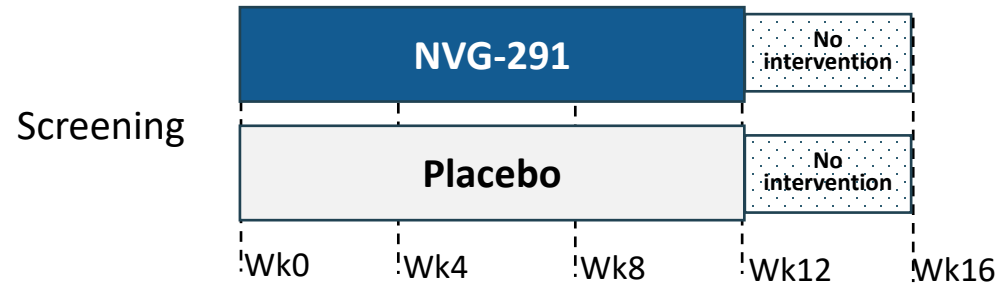 NVG-291
No
intervention
Screening
Placebo
No
intervention
Wk0
Wk4
Wk8
Wk12
Wk16